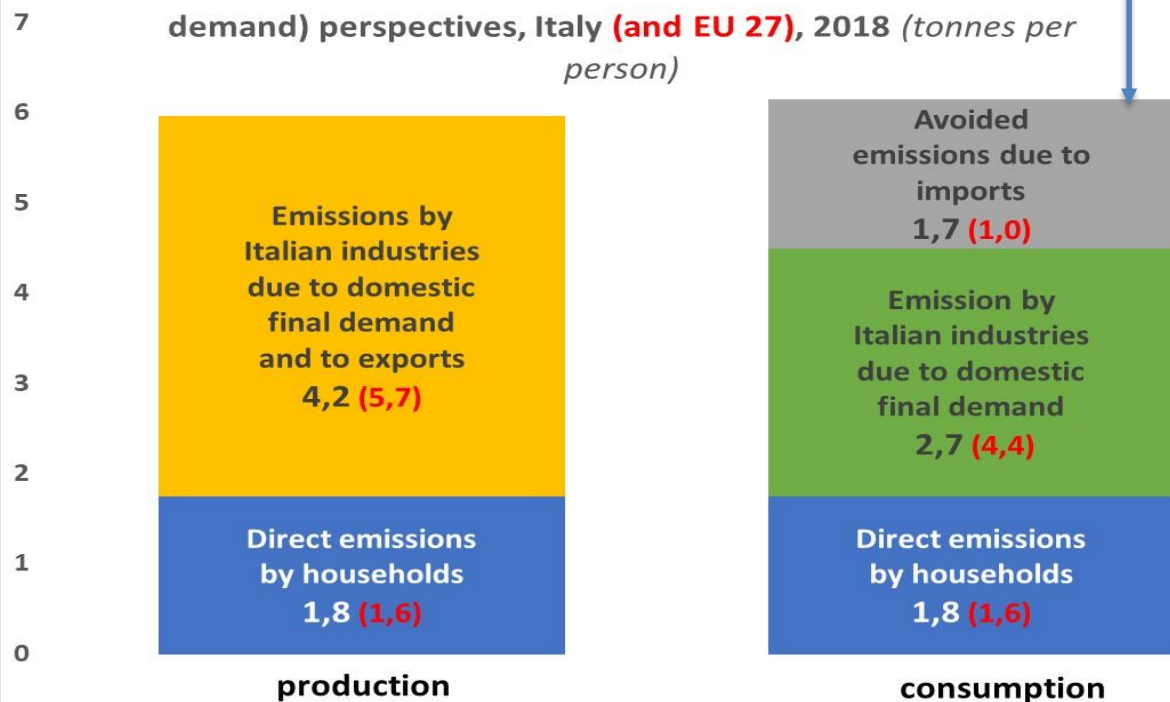 7
demand) perspectives, Italy (and EU 27), 2018 (tonnes per
person)
6
5
4
3
2
1
0
Emissions by
Italian industries
due to domestic
final demand
and to exports
4,2 (5,7)
Direct emissions
by households
1,8 (1,6)
production
Avoided
emissions due to
imports
1,7 (1,0)
Emission by
Italian industries
due to domestic
final demand
2,7 (4,4)
Direct emissions
by households
1,8 (1,6)
consumption